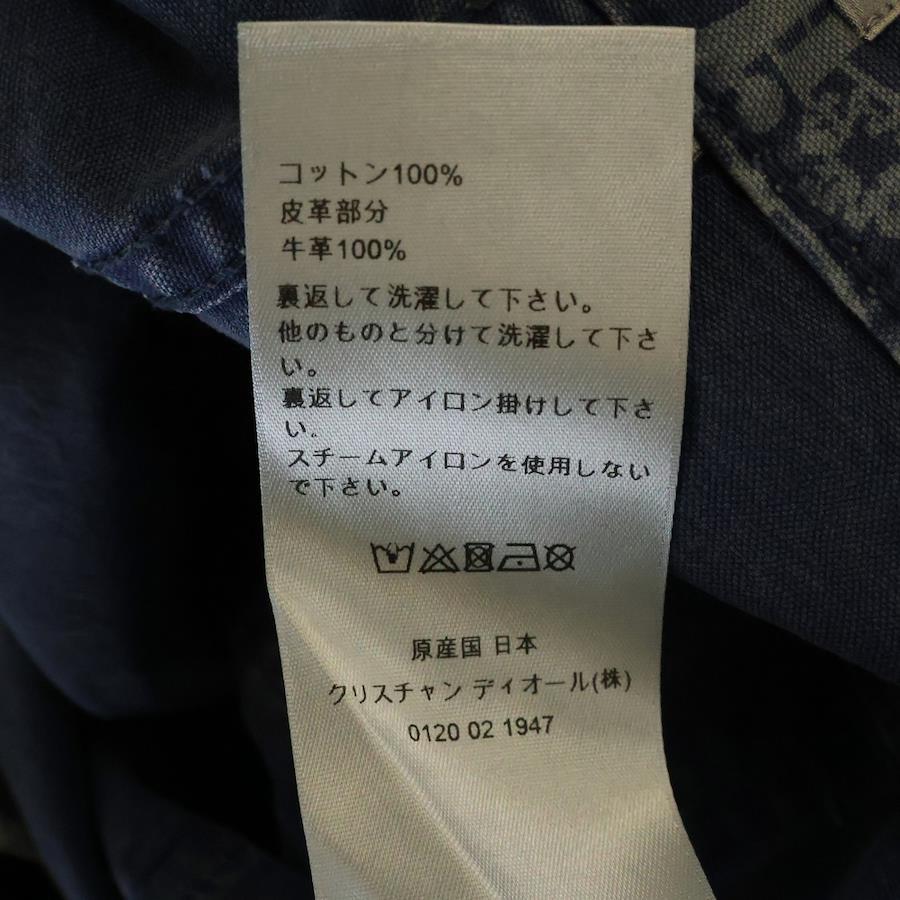 コットン100%
皮革部分
牛革100%
裏返して洗濯して下さい。
他のものと分けて洗濯して下さ
い。
裏返してアイロン掛けして下さ
い。
スチームアイロンを使用しない
で下さい。
原産国 日本
クリスチャン ディオール(株)
0120 02 1947